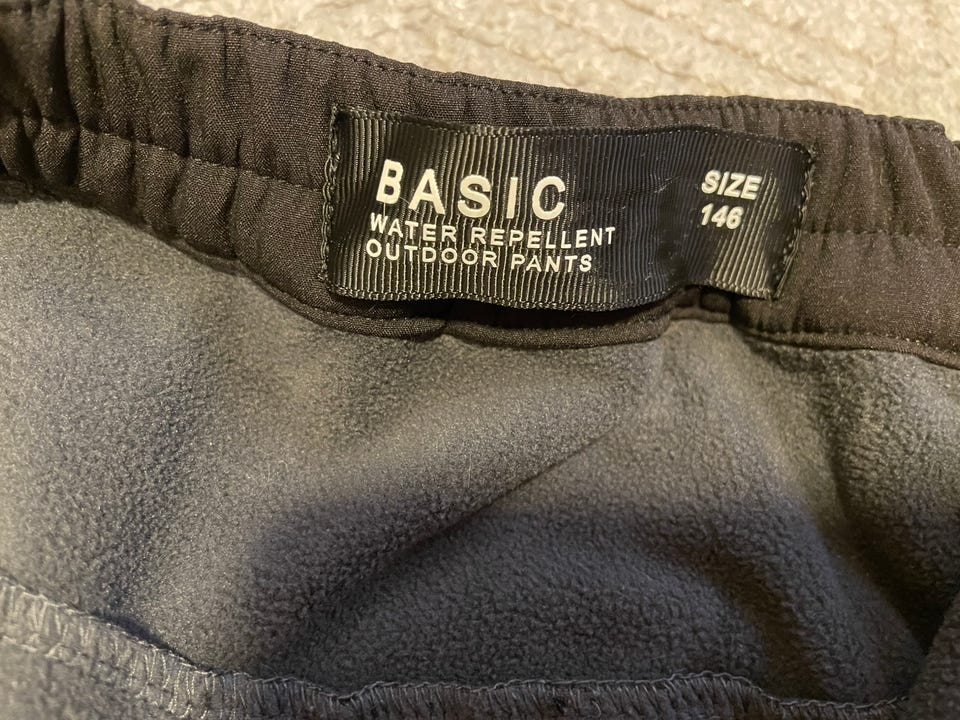 BASIC
WATER REPELLENT
OUTDOOR PANTS
SIZE
146